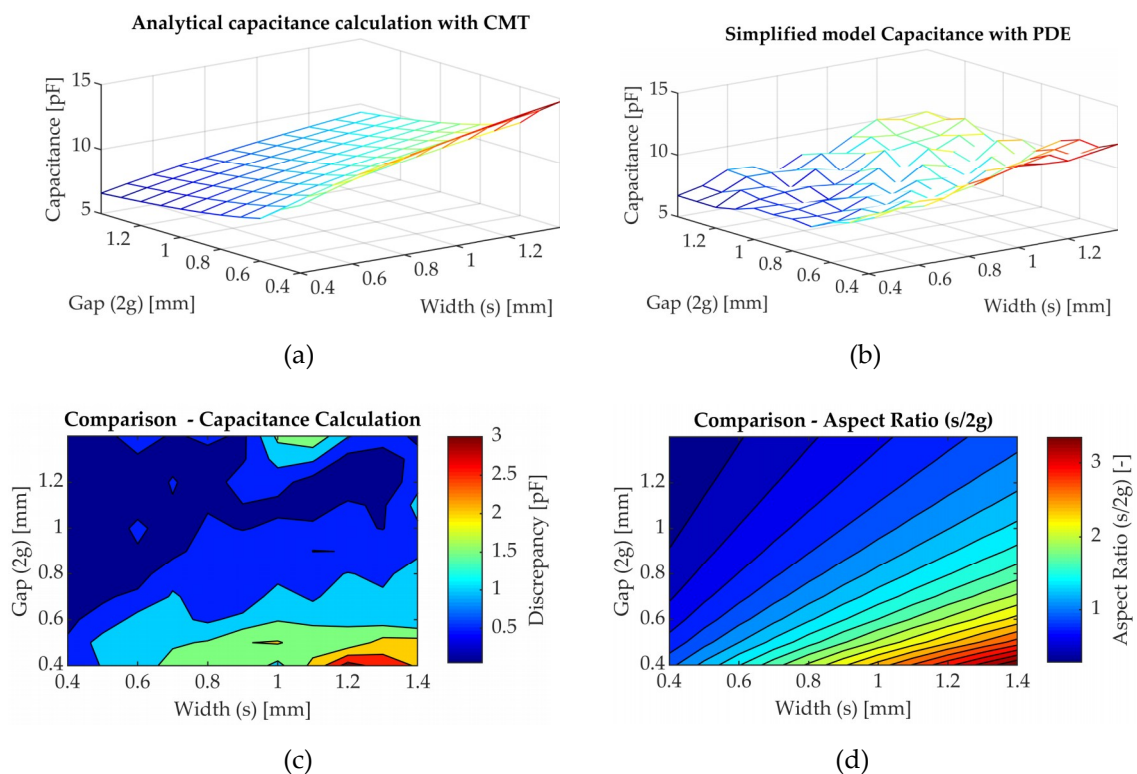 Analytical capacitance calculation with CMT
Capacitance [pF]
15
10
5
1.2
1
0.8
0.6
0.4
Gap (2g) [mm]
0.4
0.6
0.8
1
1.2
Width (s) [mm]
(a)
Simplified model Capacitance with PDE
Capacitance [pF]
15
10
5
1.2
1
0.8
0.6
0.4
Gap (2g) [mm]
0.4
0.6
0.8
1
1.2
Width (s) [mm]
(b)
Comparison - Capacitance Calculation
Gap (2g) [mm]
1.2
1
0.8
0.6
0.4
0.4 0.6 0.8 1 1.2 1.4
Width (s) [mm]
3
2.5
2
1.5
1
0.5
Discrepancy [pF]
(c)
Comparison - Aspect Ratio (s/2g)
Gap (2g) [mm]
1.2
1
0.8
0.6
0.4
0.4 0.6 0.8 1 1.2 1.4
Width (s) [mm]
3
2
1
Aspect Ratio (s/2g) [-]
(d)